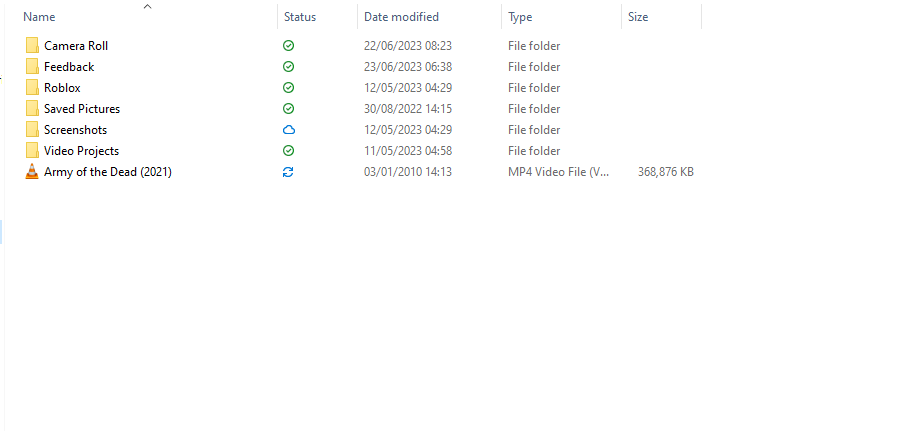 Name Status Date modified Type Size
Camera Roll 22/06/2023 08:23 File folder
Feedback 23/06/2023 06:38 File folder
Roblox 12/05/2023 04:29 File folder
Saved Pictures 30/08/2022 14:15 File folder
Screenshots 12/05/2023 04:29 File folder
Video Projects 11/05/2023 04:58 File folder
Army of the Dead (2021) 03/01/2010 14:13 MP4 Video File (V... 368,876 KB